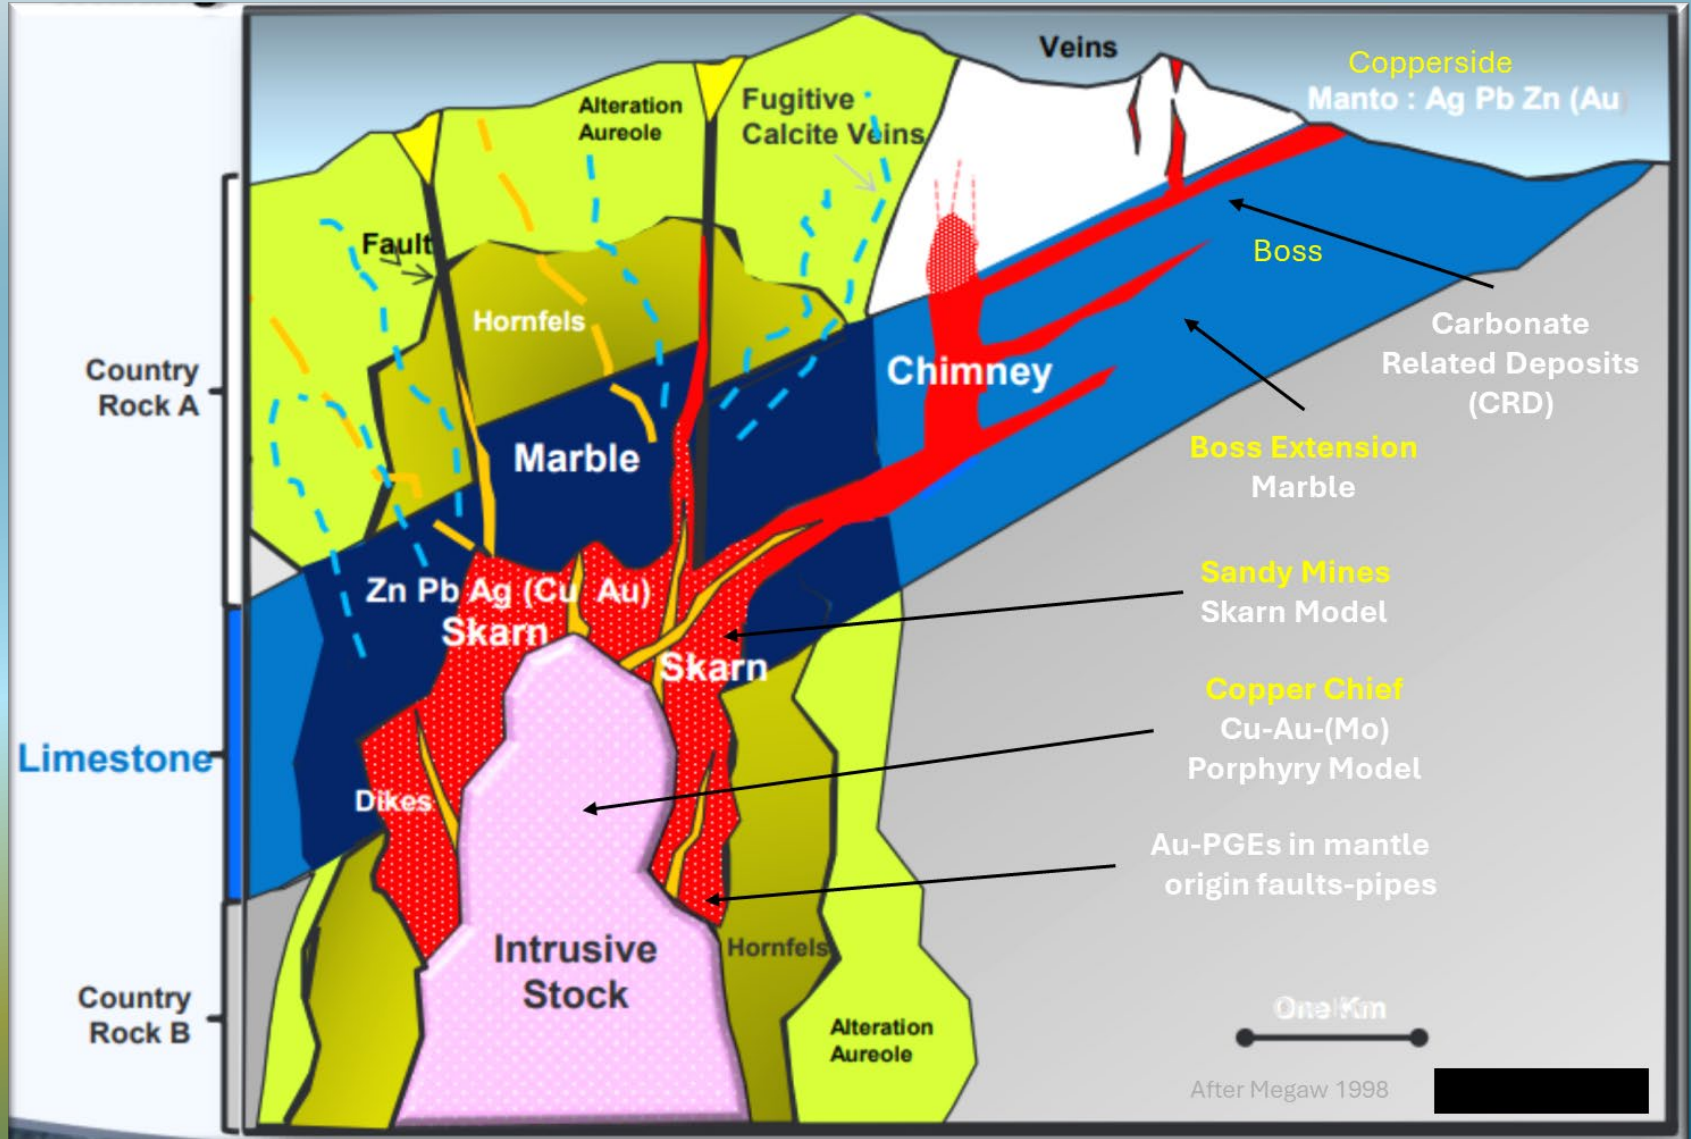 Veins
Copperside
Manto : Ag Pb Zn (Au)
Alteration
Aureole
Fugitive
Calcite Veins
Fault
Boss
Hornfels
Carbonate
Related Deposits
(CRD)
Country
Rock A
Chimney
Marble
Boss Extension
Marble
Zn Pb Ag (Cu Au)
Skarn
Sandy Mines
Skarn Model
Skarn
Copper Chief
Cu-Au-(Mo)
Porphyry Model
Limestone
Dikes
Au-PGEs in mantle
origin faults-pipes
Intrusive
Stock
Hornfels
Country
Rock B
Alteration
Aureole
One Km
After Megaw 1998